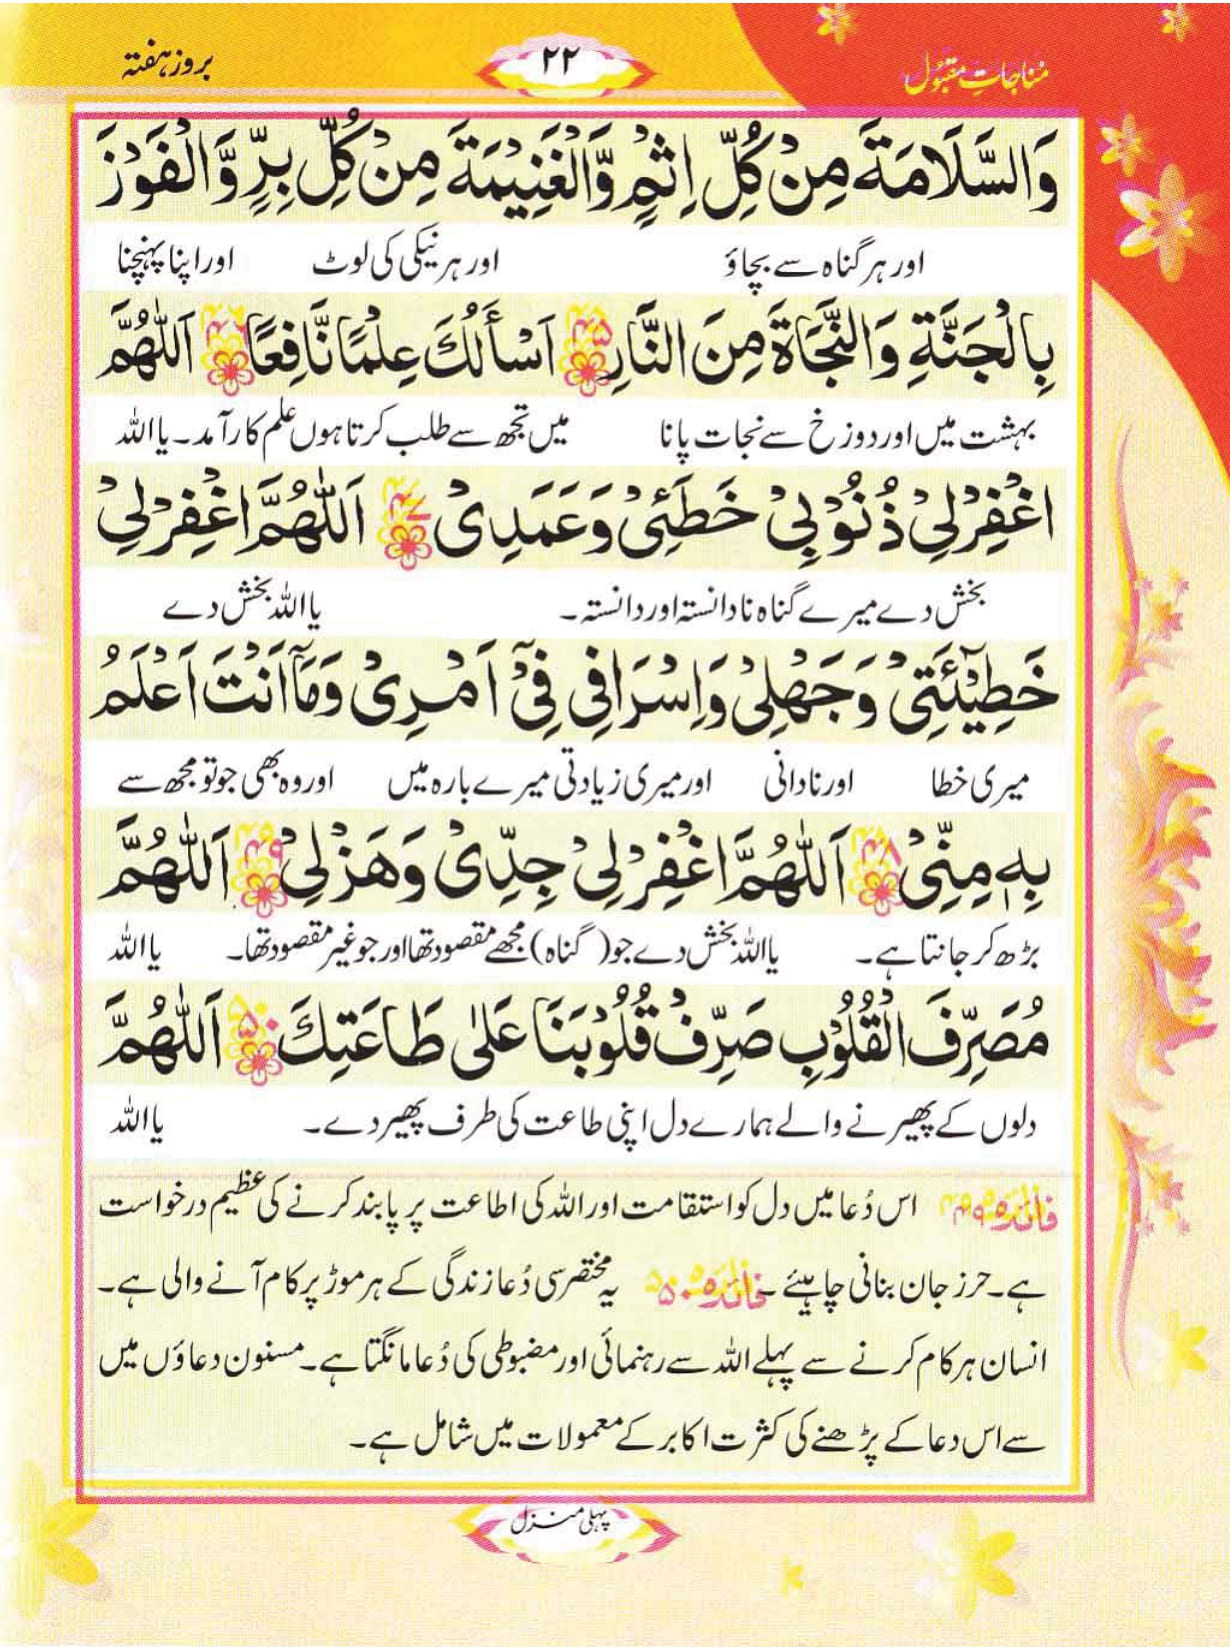 مُناجاتِ مقبُول
۲۲
بروز ہفتہ
وَالسَّلَامَةَ مِنْ كُلِّ اِثْمٍ وَّالْغَنِيْمَةَ مِنْ كُلِّ بِرٍّ وَّالْفَوْزَ
اور ہر گناہ سے بچاؤ اور ہر نیکی کی لوٹ اور اپنا پہنچنا
بِالْجَنَّةِ وَالنَّجَاةَ مِنَ النَّارِ ۴۵ اَسْأَلُكَ عِلْمًا نَّافِعًا ۴۶ اَللّٰهُمَّ
بہشت میں اور دوزخ سے نجات پانا میں تجھ سے طلب کرتا ہوں علم کارآمد۔ یا اللہ
اغْفِرْ لِيْ ذُنُوْبِيْ خَطَئِيْ وَعَمَدِيْ ۴۷ اَللّٰهُمَّ اغْفِرْ لِيْ
بخش دے میرے گناہ نادانستہ اور دانستہ۔ یا اللہ بخش دے
خَطِيْٓئَتِيْ وَجَهْلِيْ وَاِسْرَافِيْ فِيْٓ اَمْرِيْ وَمَآ اَنْتَ اَعْلَمُ
میری خطا اور نادانی اور میری زیادتی میرے بارہ میں اور وہ بھی جو تو مجھ سے
بِهٖ مِنِّيْ ۴۸ اَللّٰهُمَّ اغْفِرْ لِيْ جِدِّيْ وَهَزْلِيْ ۴۹ اَللّٰهُمَّ
بڑھ کر جانتا ہے۔ یا اللہ بخش دے جو (گناہ) مجھے مقصود تھا اور جو غیر مقصود تھا۔ یا اللہ
مُصَرِّفَ الْقُلُوْبِ صَرِّفْ قُلُوْبَنَا عَلٰى طَاعَتِكَ ۵۰ اَللّٰهُمَّ
دلوں کے پھیرنے والے ہمارے دل اپنی طاعت کی طرف پھیر دے۔ یا اللہ
فائدہ ۴۹ اس دُعا میں دل کو استقامت اور اللہ کی اطاعت پر پابند کرنے کی عظیم درخواست
ہے۔ حرز جان بنانی چاہیئے۔ فائدہ ۵۰ یہ مختصر سی دُعا زندگی کے ہر موڑ پر کام آنے والی ہے۔
انسان ہر کام کرنے سے پہلے اللہ سے رہنمائی اور مضبوطی کی دُعا مانگتا ہے۔ مسنون دعاؤں میں
سے اس دعا کے پڑھنے کی کثرت اکابر کے معمولات میں شامل ہے۔
پہلی منزل